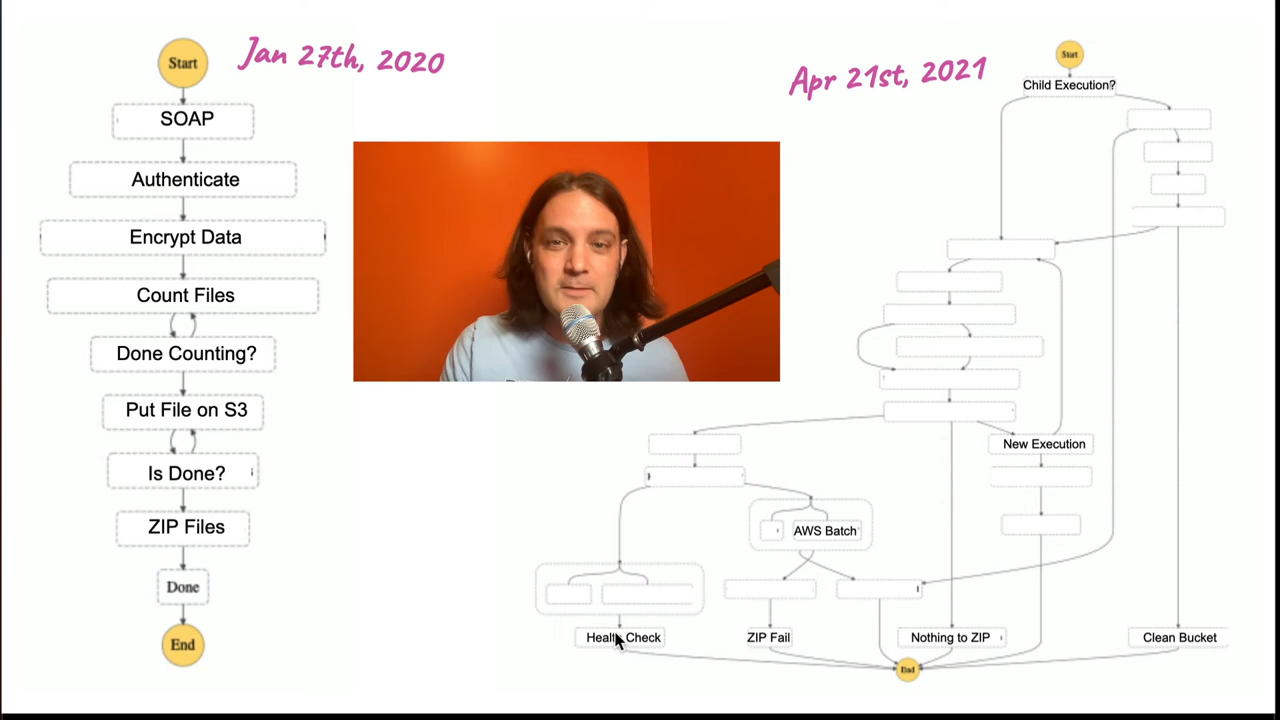 Jan 27th, 2020
Start
SOAP
Authenticate
Encrypt Data
Count Files
Done Counting?
Put File on S3
Is Done?
ZIP Files
Done
End
Apr 21st, 2021
Start
Child Execution?
New Execution
AWS Batch
Health Check
ZIP Fail
Nothing to ZIP
Clean Bucket
End